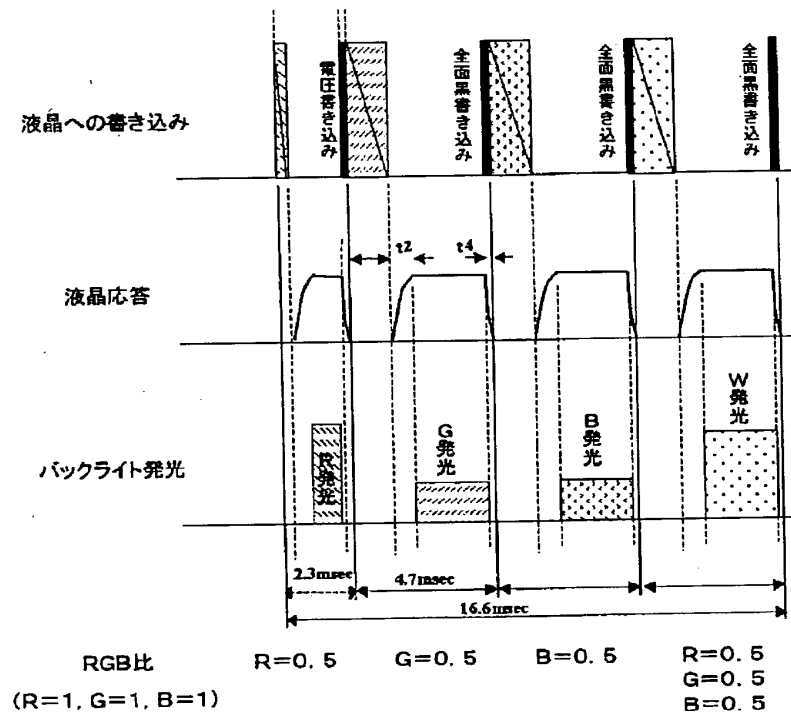 液晶への書き込み
電圧書き込み
全面黒書き込み
全面黒書き込み
全面黒書き込み
液晶応答
t2
t4
バックライト発光
R発光
G発光
B発光
W発光
2.3msec
4.7msec
16.6msec
RGB比
(R=1, G=1, B=1)
R=0.5
G=0.5
B=0.5
R=0.5
G=0.5
B=0.5